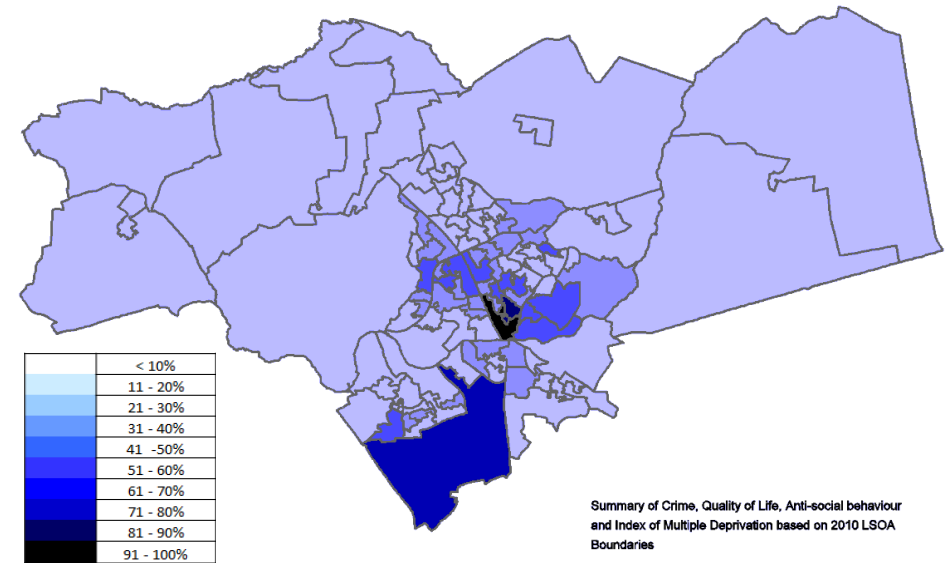 < 10%
11 - 20%
21 - 30%
31 - 40%
41 -50%
51 - 60%
61 - 70%
71 - 80%
81 - 90%
91 - 100%
Summary of Crime, Quality of Life, Anti-social behaviour
and Index of Multiple Deprivation based on 2010 LSOA
Boundaries